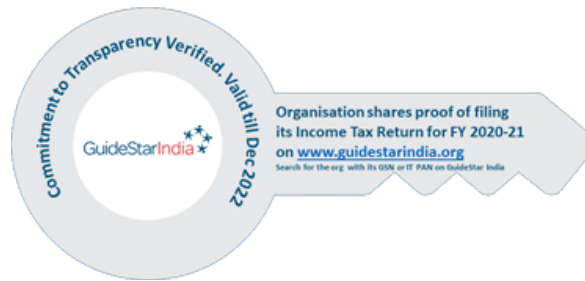 Commitment to Transparency Verified. Valid till Dec 2022
GuideStarIndia
Organisation shares proof of filing
its Income Tax Return for FY 2020-21
on www.guidestarindia.org
Search for the org with its GSN or IT PAN on GuideStar India